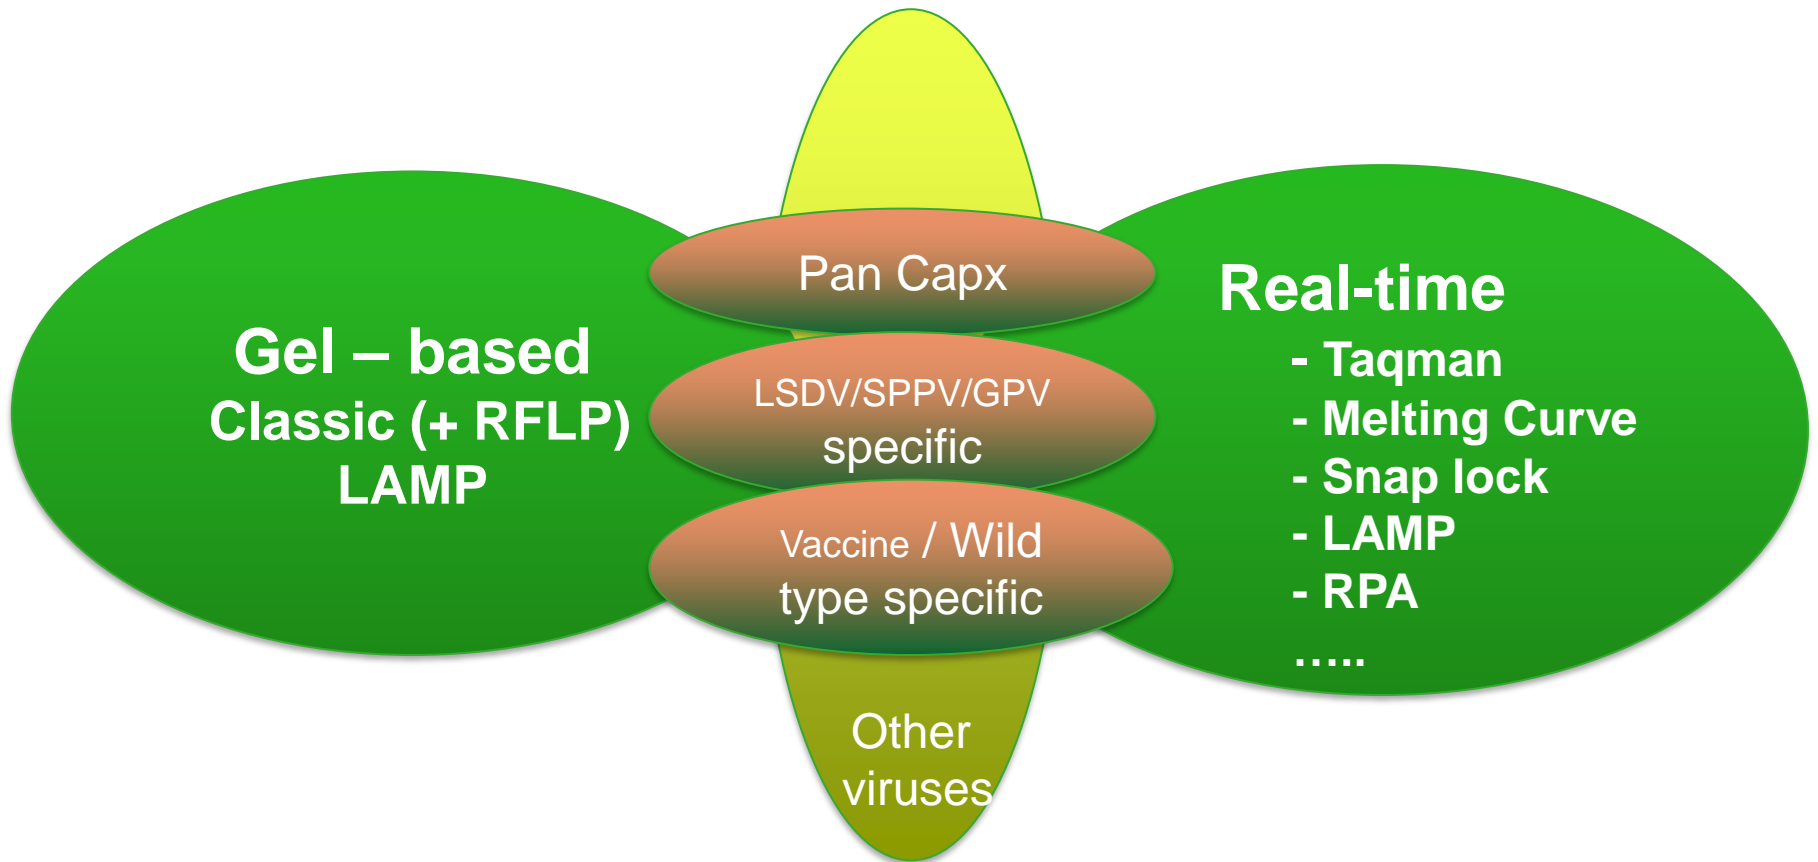 Gel – based
Classic (+ RFLP)
LAMP
Pan Capx
LSDV/SPPV/GPV
specific
Vaccine / Wild
type specific
Other
viruses
Real-time
- Taqman
- Melting Curve
- Snap lock
- LAMP
- RPA
…..